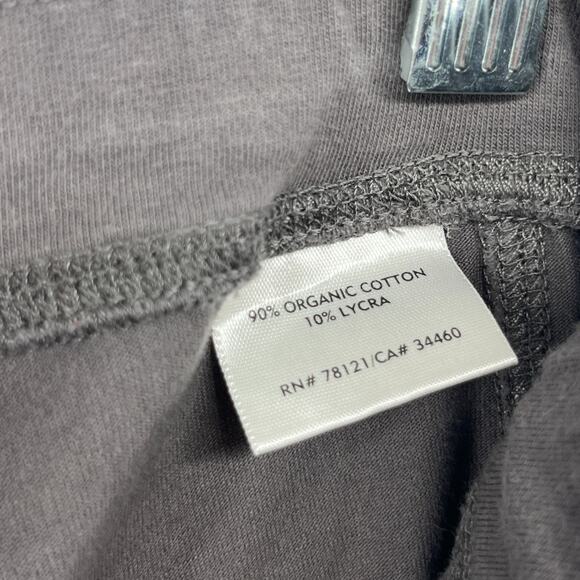 90% ORGANIC COTTON
10% LYCRA
RN# 78121/CA# 34460